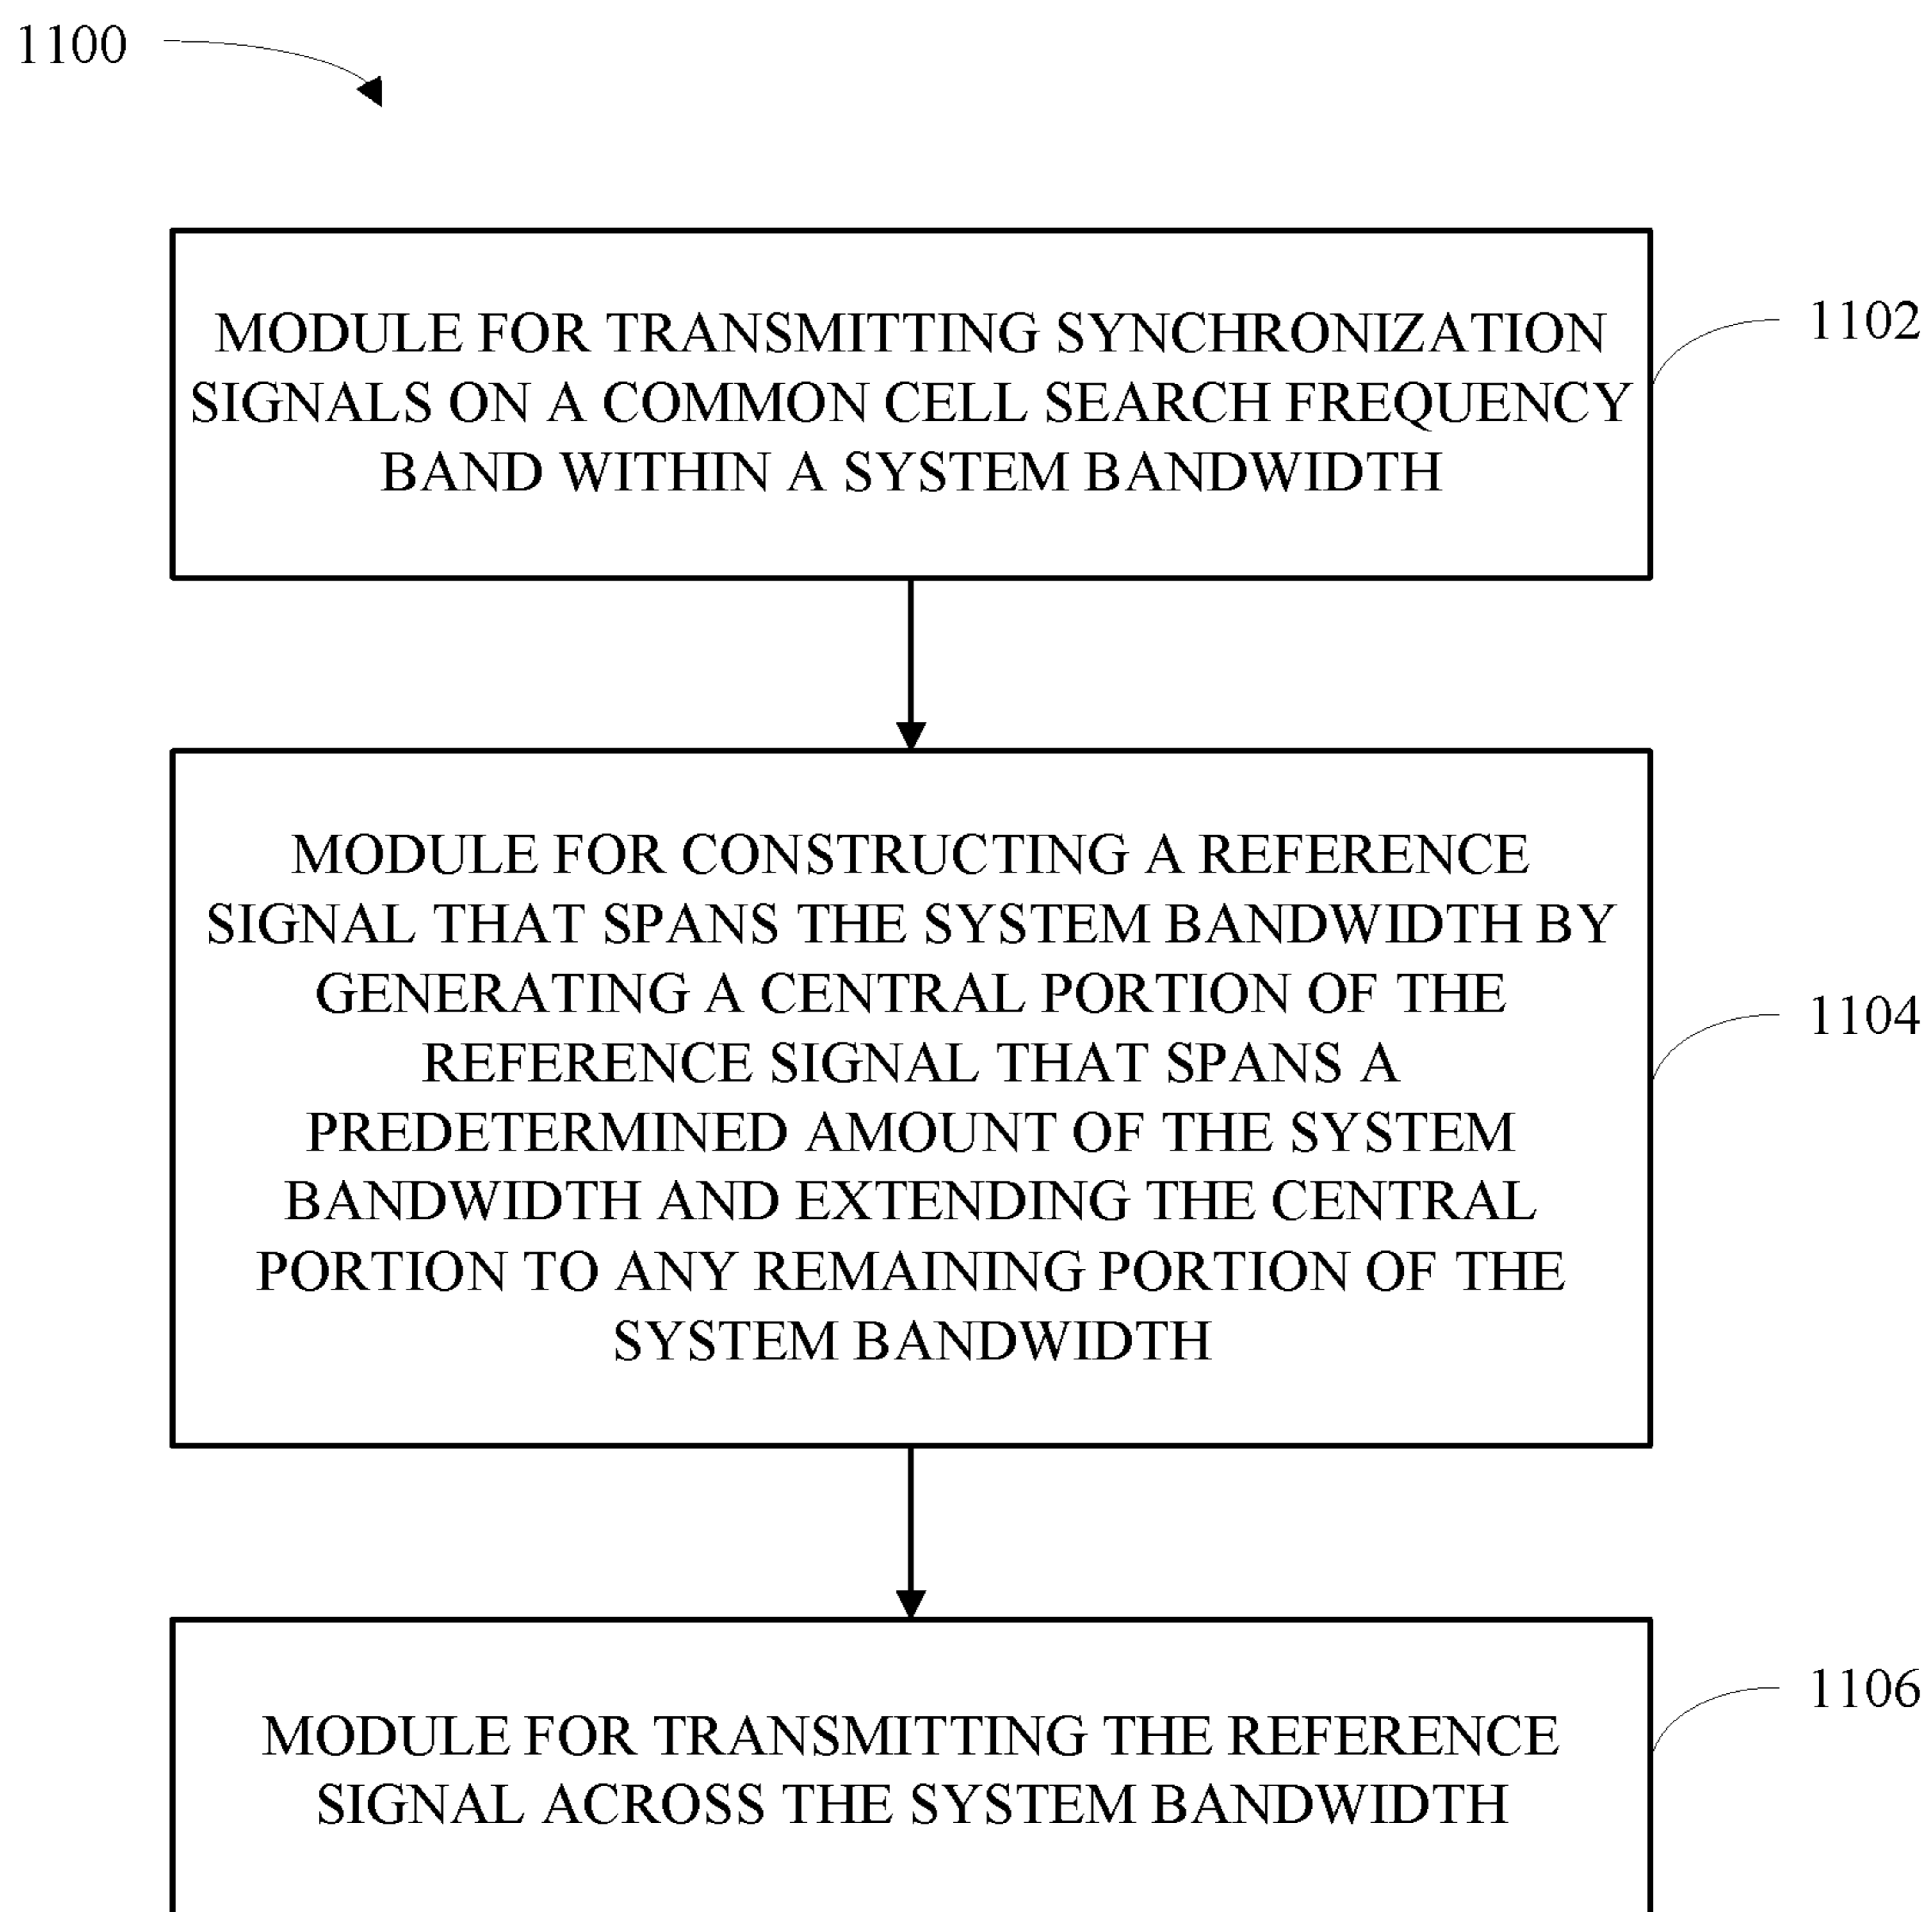 1100
MODULE FOR TRANSMITTING SYNCHRONIZATION
SIGNALS ON A COMMON CELL SEARCH FREQUENCY
BAND WITHIN A SYSTEM BANDWIDTH
1102
MODULE FOR CONSTRUCTING A REFERENCE
SIGNAL THAT SPANS THE SYSTEM BANDWIDTH BY
GENERATING A CENTRAL PORTION OF THE
REFERENCE SIGNAL THAT SPANS A
PREDETERMINED AMOUNT OF THE SYSTEM
BANDWIDTH AND EXTENDING THE CENTRAL
PORTION TO ANY REMAINING PORTION OF THE
SYSTEM BANDWIDTH
1104
MODULE FOR TRANSMITTING THE REFERENCE
SIGNAL ACROSS THE SYSTEM BANDWIDTH
1106